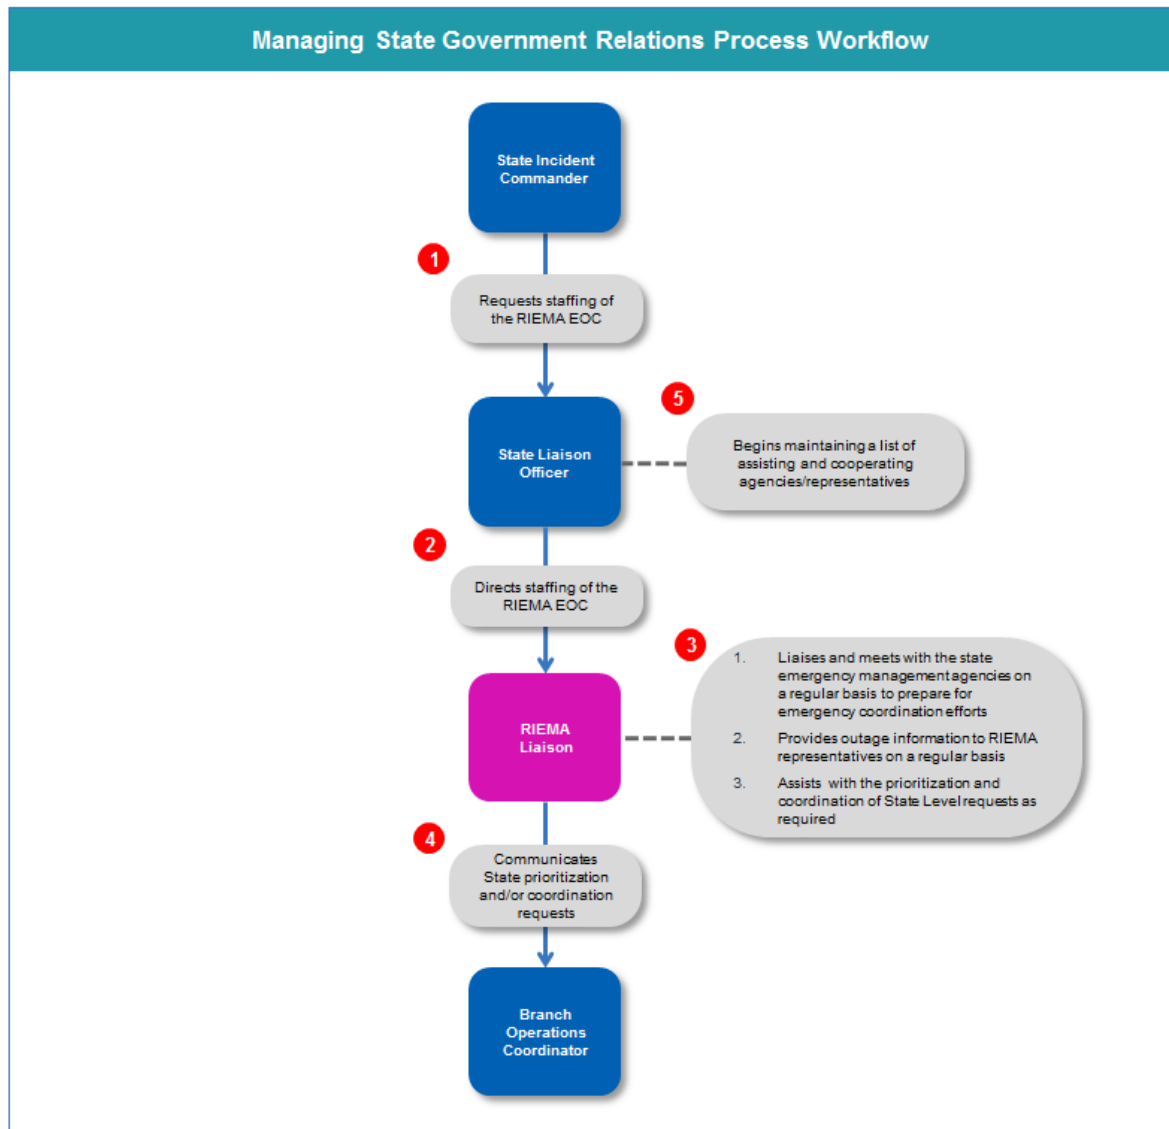 Managing State Government Relations Process Workflow
State Incident
Commander
1
Requests staffing of
the RIEMA EOC
5
State Liaison
Officer
Begins maintaining a list of
assisting and cooperating
agencies/representatives
2
Directs staffing of the
RIEMA EOC
3
RIEMA
Liaison
1. Liaises and meets with the state
emergency management agencies on
a regular basis to prepare for
emergency coordination efforts
2. Provides outage information to RIEMA
representatives on a regular basis
3. Assists with the prioritization and
coordination of State Level requests as
required
4
Communicates
State prioritization
and/or coordination
requests
Branch
Operations
Coordinator